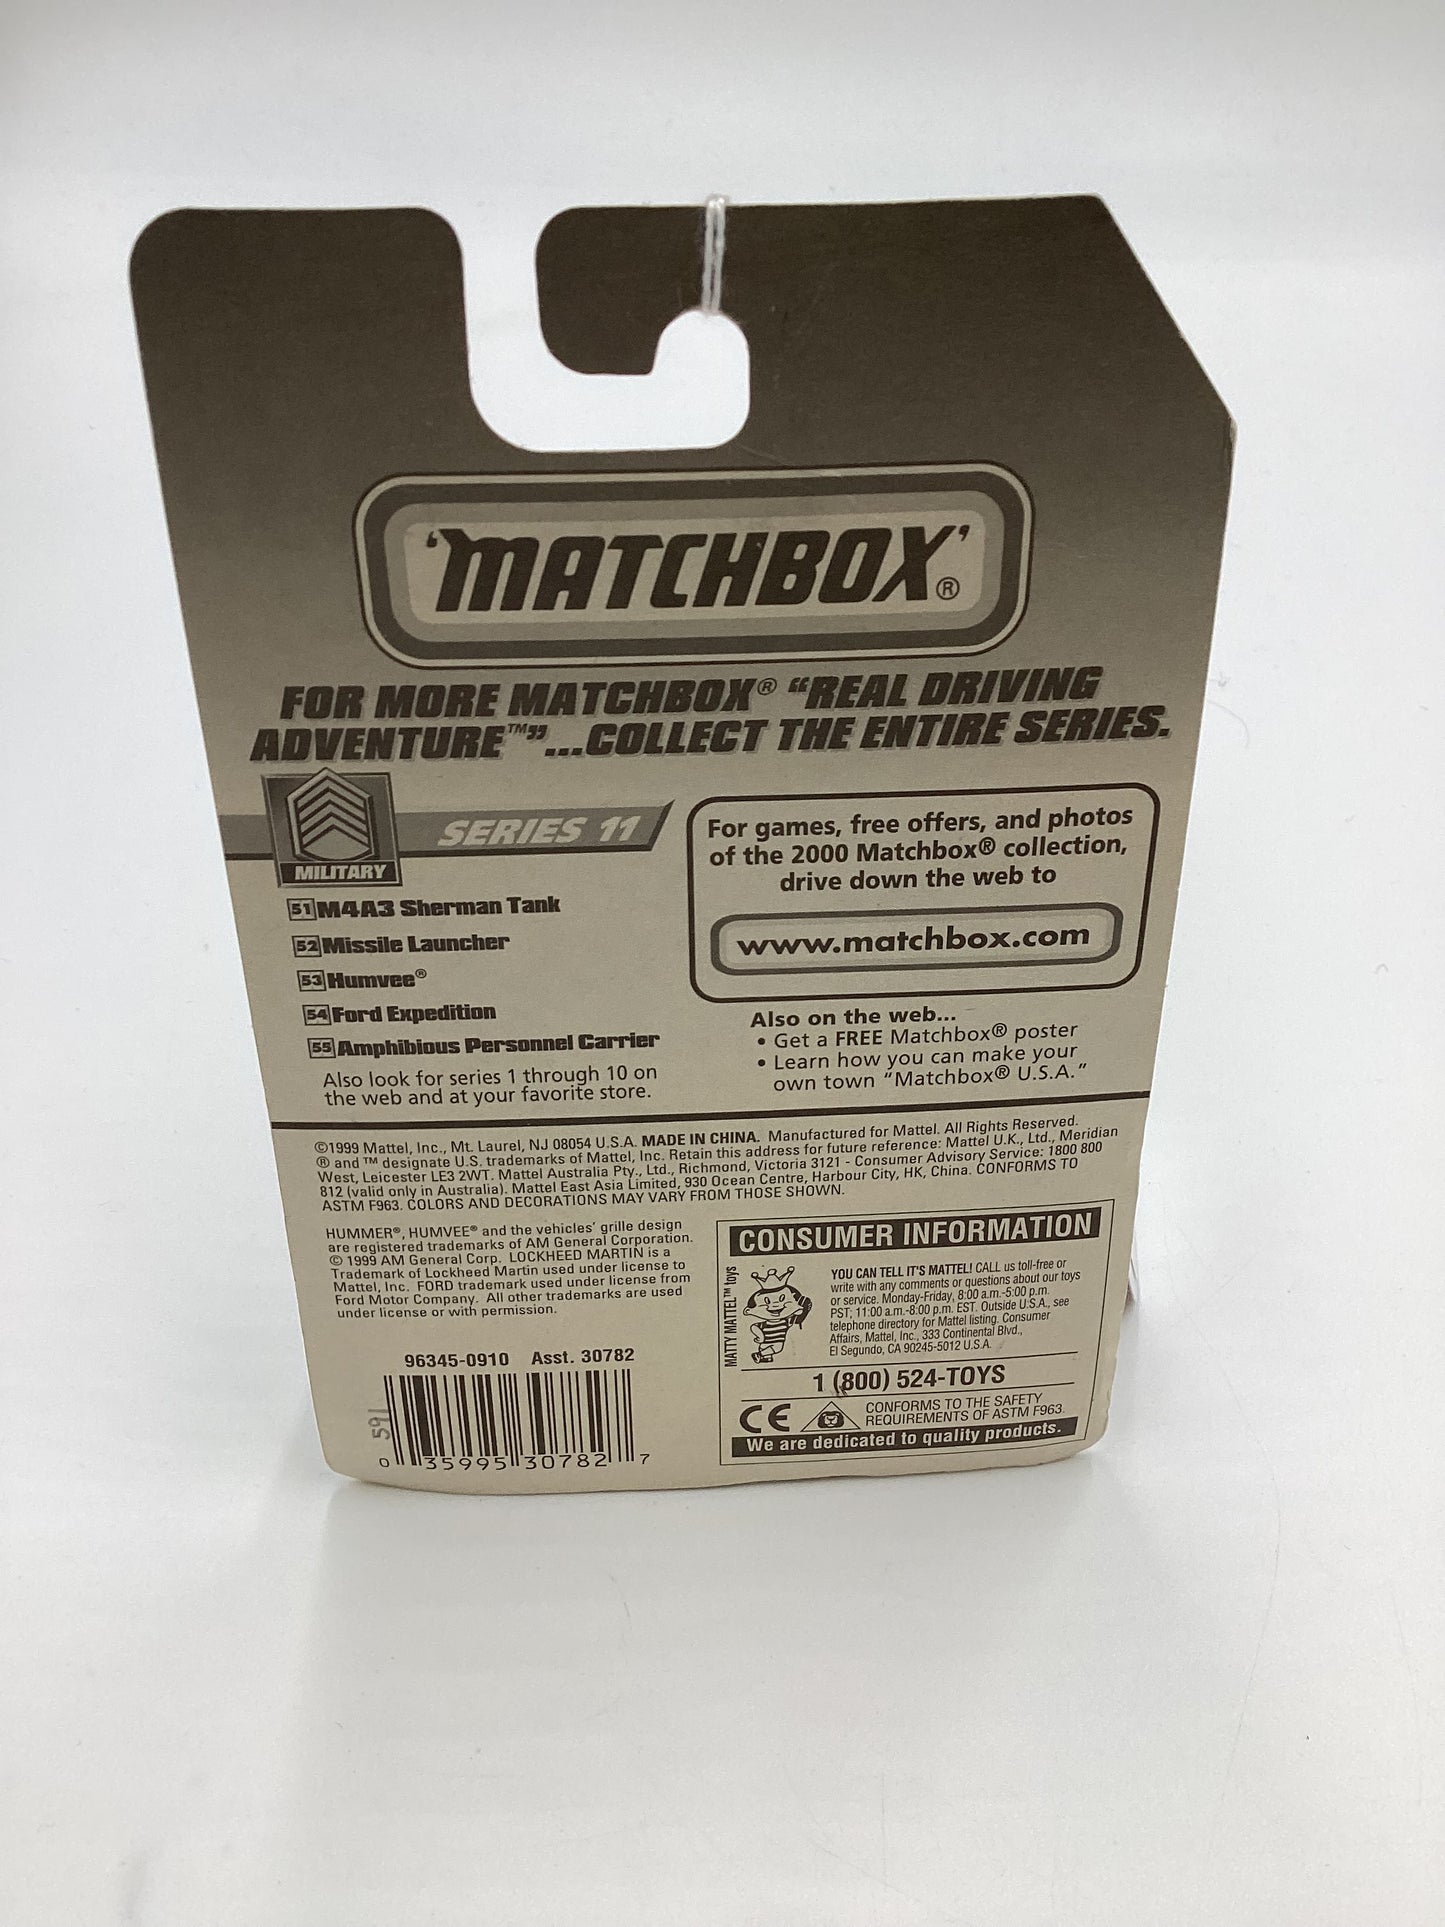 'MATCHBOX'®
FOR MORE MATCHBOX® “REAL DRIVING
ADVENTURE™”...COLLECT THE ENTIRE SERIES.
MILITARY
SERIES 11
51 M4A3 Sherman Tank
52 Missile Launcher
53 Humvee®
54 Ford Expedition
55 Amphibious Personnel Carrier
Also look for series 1 through 10 on
the web and at your favorite store.
For games, free offers, and photos
of the 2000 Matchbox® collection,
drive down the web to
www.matchbox.com
Also on the web...
• Get a FREE Matchbox® poster
• Learn how you can make your
own town “Matchbox® U.S.A.”
©1999 Mattel, Inc., Mt. Laurel, NJ 08054 U.S.A. MADE IN CHINA. Manufactured for Mattel. All Rights Reserved.
® and ™ designate U.S. trademarks of Mattel, Inc. Retain this address for future reference: Mattel U.K., Ltd., Meridian
West, Leicester LE3 2WT. Mattel Australia Pty., Ltd., Richmond, Victoria 3121 - Consumer Advisory Service: 1800 800
812 (valid only in Australia). Mattel East Asia Limited, 930 Ocean Centre, Harbour City, HK, China. CONFORMS TO
ASTM F963. COLORS AND DECORATIONS MAY VARY FROM THOSE SHOWN.
HUMMER®, HUMVEE® and the vehicles' grille design
are registered trademarks of AM General Corporation.
© 1999 AM General Corp. LOCKHEED MARTIN is a
Trademark of Lockheed Martin used under license to
Mattel, Inc. FORD trademark used under license from
Ford Motor Company. All other trademarks are used
under license or with permission.
96345-0910 Asst. 30782
591
0 35995 30782 7
CONSUMER INFORMATION
MATTY MATTEL™ toys
YOU CAN TELL IT'S MATTEL! CALL us toll-free or
write with any comments or questions about our toys
or service. Monday-Friday, 8:00 a.m.-5:00 p.m.
PST; 11:00 a.m.-8:00 p.m. EST. Outside U.S.A., see
telephone directory for Mattel listing. Consumer
Affairs, Mattel, Inc., 333 Continental Blvd.,
El Segundo, CA 90245-5012 U.S.A.
1 (800) 524-TOYS
CE
CONFORMS TO THE SAFETY
REQUIREMENTS OF ASTM F963.
We are dedicated to quality products.